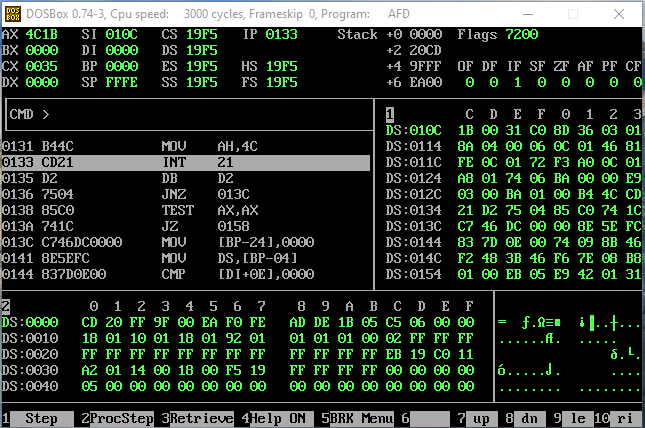 DOSBox 0.74-3, Cpu speed: 3000 cycles, Frameskip 0, Program: AFD
AX 4C1B SI 010C CS 19F5 IP 0133 Stack +0 0000 Flags 7200
BX 0000 DI 0000 DS 19F5 +2 20CD
CX 0035 BP 0000 ES 19F5 HS 19F5 +4 9FFF OF DF IF SF ZF AF PF CF
DX 0000 SP FFFE SS 19F5 FS 19F5 +6 EA00 0 0 1 0 0 0 0 0
CMD >
1 C D E F 0 1 2 3
DS:010C 1B 00 31 C0 8D 36 03 01
0131 B44C MOV AH,4C DS:0114 8A 04 00 06 0C 01 46 81
0133 CD21 INT 21 DS:011C FE 0C 01 72 F3 A0 0C 01
0135 D2 DB D2 DS:0124 A8 01 74 06 BA 00 00 E9
0136 7504 JNZ 013C DS:012C 03 00 BA 01 00 B4 4C CD
0138 85C0 TEST AX,AX DS:0134 21 D2 75 04 85 C0 74 1C
013A 741C JZ 0158 DS:013C C7 46 DC 00 00 8E 5E FC
013C C746DC0000 MOV [BP-24],0000 DS:0144 83 7D 0E 00 74 09 8B 46
0141 8E5EFC MOV DS,[BP-04] DS:014C F2 48 3B 46 F6 7E 08 B8
0144 837D0E00 CMP [DI+0E],0000 DS:0154 01 00 EB 05 E9 42 01 31
2 0 1 2 3 4 5 6 7 8 9 A B C D E F
DS:0000 CD 20 FF 9F 00 EA F0 FE AD DE 1B 05 C5 06 00 00 = ƒ.Ω≡■ ¡▐..┼...
DS:0010 18 01 10 01 18 01 92 01 01 01 01 00 02 FF FF FF ......Æ. ....
DS:0020 FF FF FF FF FF FF FF FF FF FF FF FF EB 19 C0 11 δ.└.
DS:0030 A2 01 14 00 18 00 F5 19 FF FF FF FF 00 00 00 00 ó.....⌡. ....
DS:0040 05 00 00 00 00 00 00 00 00 00 00 00 00 00 00 00 ........ ........
1 Step 2 ProcStep 3 Retrieve 4 Help ON 5 BRK Menu 6 7 up 8 dn 9 le 10 ri